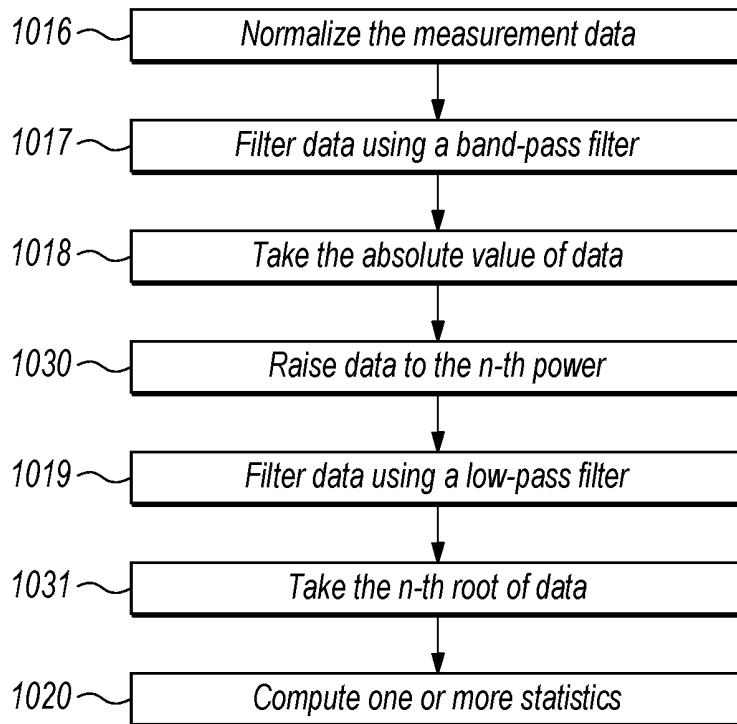 1016 Normalize the measurement data
1017 Filter data using a band-pass filter
1018 Take the absolute value of data
1030 Raise data to the n-th power
1019 Filter data using a low-pass filter
1031 Take the n-th root of data
1020 Compute one or more statistics